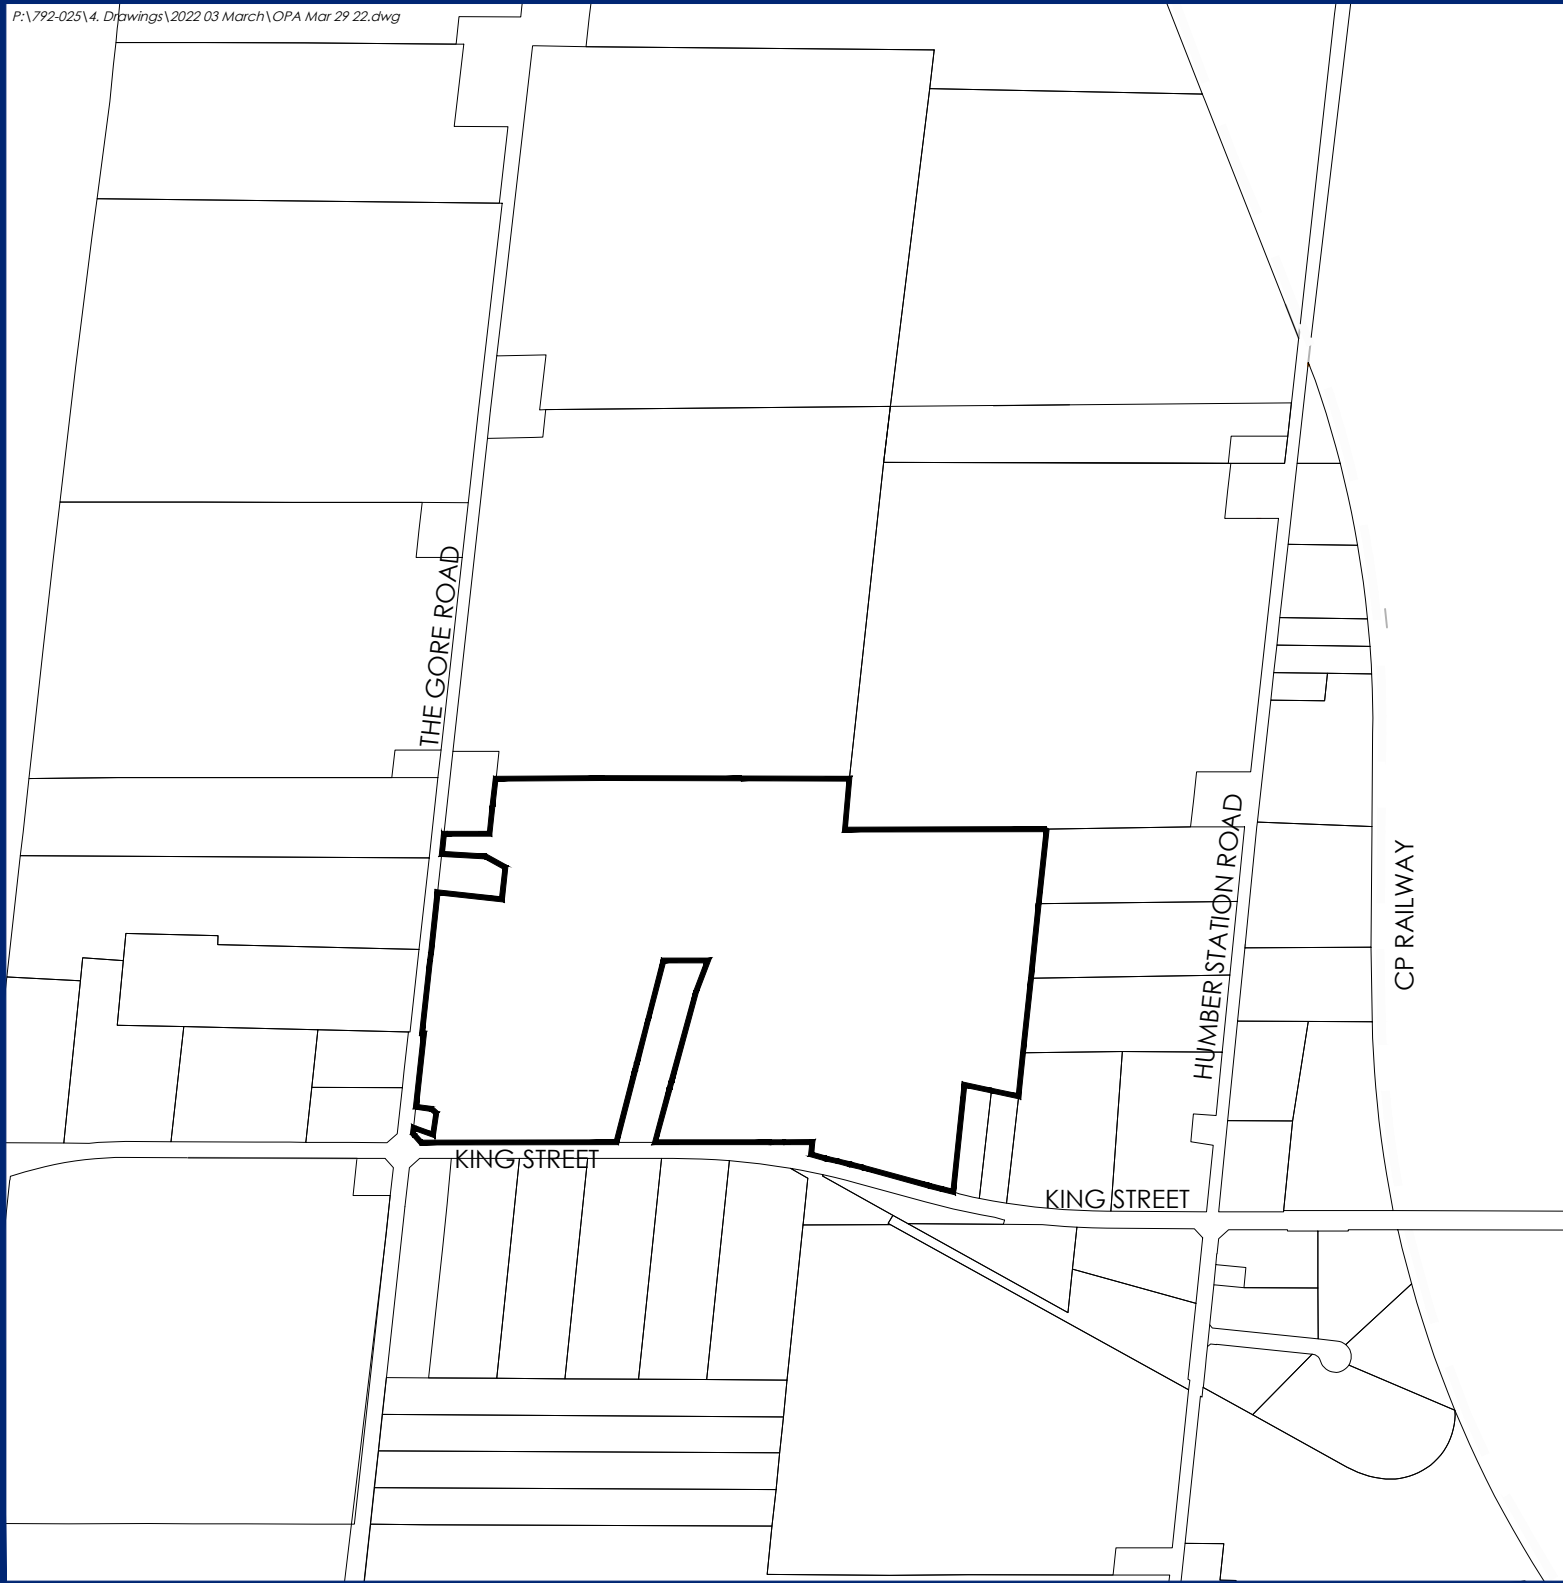 P:\792-025\4. Drawings\2022 03 March\OPA Mar 29 22.dwg
THE GORE ROAD
HUMBER STATION ROAD
CP RAILWAY
KING STREET
KING STREET